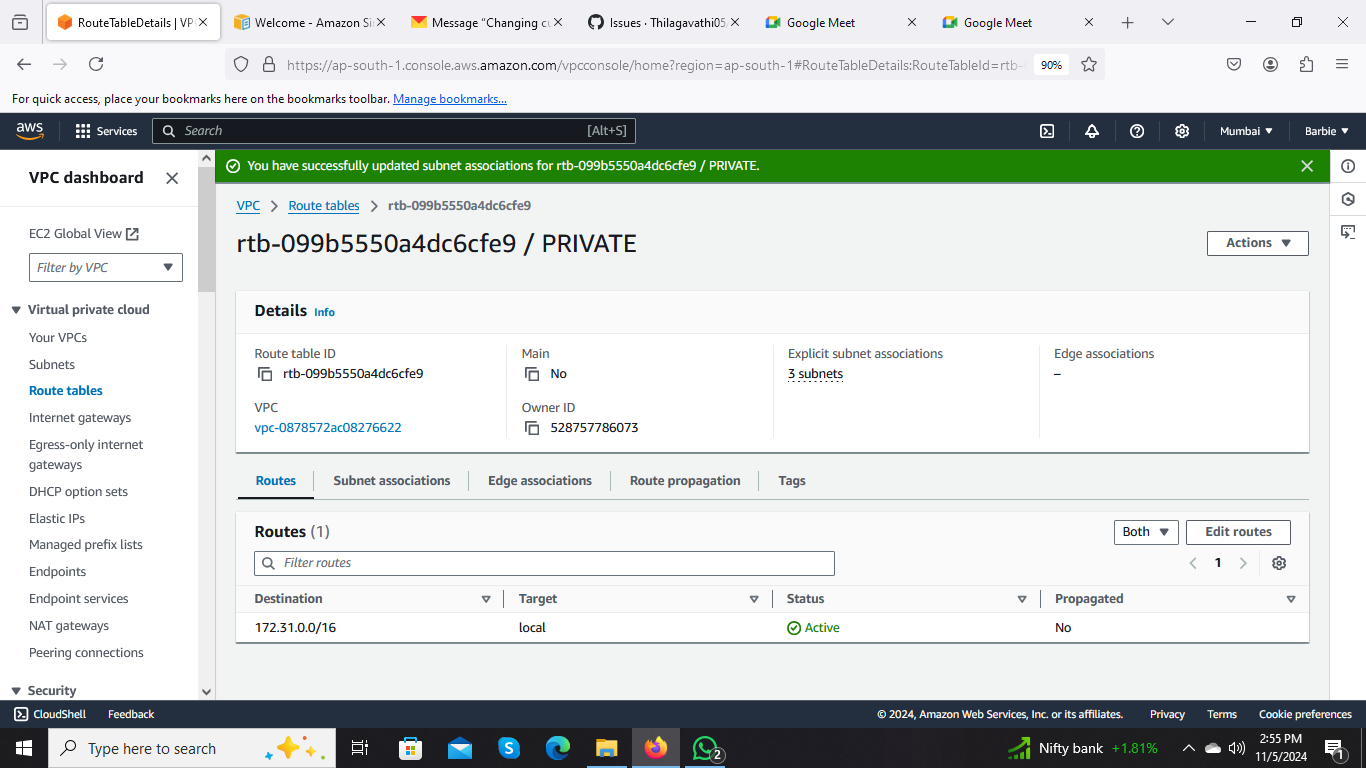 RouteTableDetails | VP
Welcome - Amazon Si
Message “Changing cu
Issues · Thilagavathi05
Google Meet
Google Meet
https://ap-south-1.console.aws.amazon.com/vpcconsole/home?region=ap-south-1#RouteTableDetails:RouteTableId=rtb-
90%
For quick access, place your bookmarks here on the bookmarks toolbar. Manage bookmarks...
aws
Services
Search
[Alt+S]
Mumbai
Barbie
VPC dashboard
You have successfully updated subnet associations for rtb-099b5550a4dc6cfe9 / PRIVATE.
EC2 Global View
Filter by VPC
Virtual private cloud
Your VPCs
Subnets
Route tables
Internet gateways
Egress-only internet
gateways
DHCP option sets
Elastic IPs
Managed prefix lists
Endpoints
Endpoint services
NAT gateways
Peering connections
Security
VPC
Route tables
rtb-099b5550a4dc6cfe9
rtb-099b5550a4dc6cfe9 / PRIVATE
Actions
Details Info
Route table ID
rtb-099b5550a4dc6cfe9
Main
No
Explicit subnet associations
3 subnets
Edge associations
–
VPC
vpc-0878572ac08276622
Owner ID
528757786073
Routes
Subnet associations
Edge associations
Route propagation
Tags
Routes (1)
Both
Edit routes
Filter routes
1
Destination
Target
Status
Propagated
172.31.0.0/16
local
Active
No
CloudShell
Feedback
© 2024, Amazon Web Services, Inc. or its affiliates.
Privacy
Terms
Cookie preferences
Type here to search
2
Nifty bank +1.81%
2:55 PM
11/5/2024
1